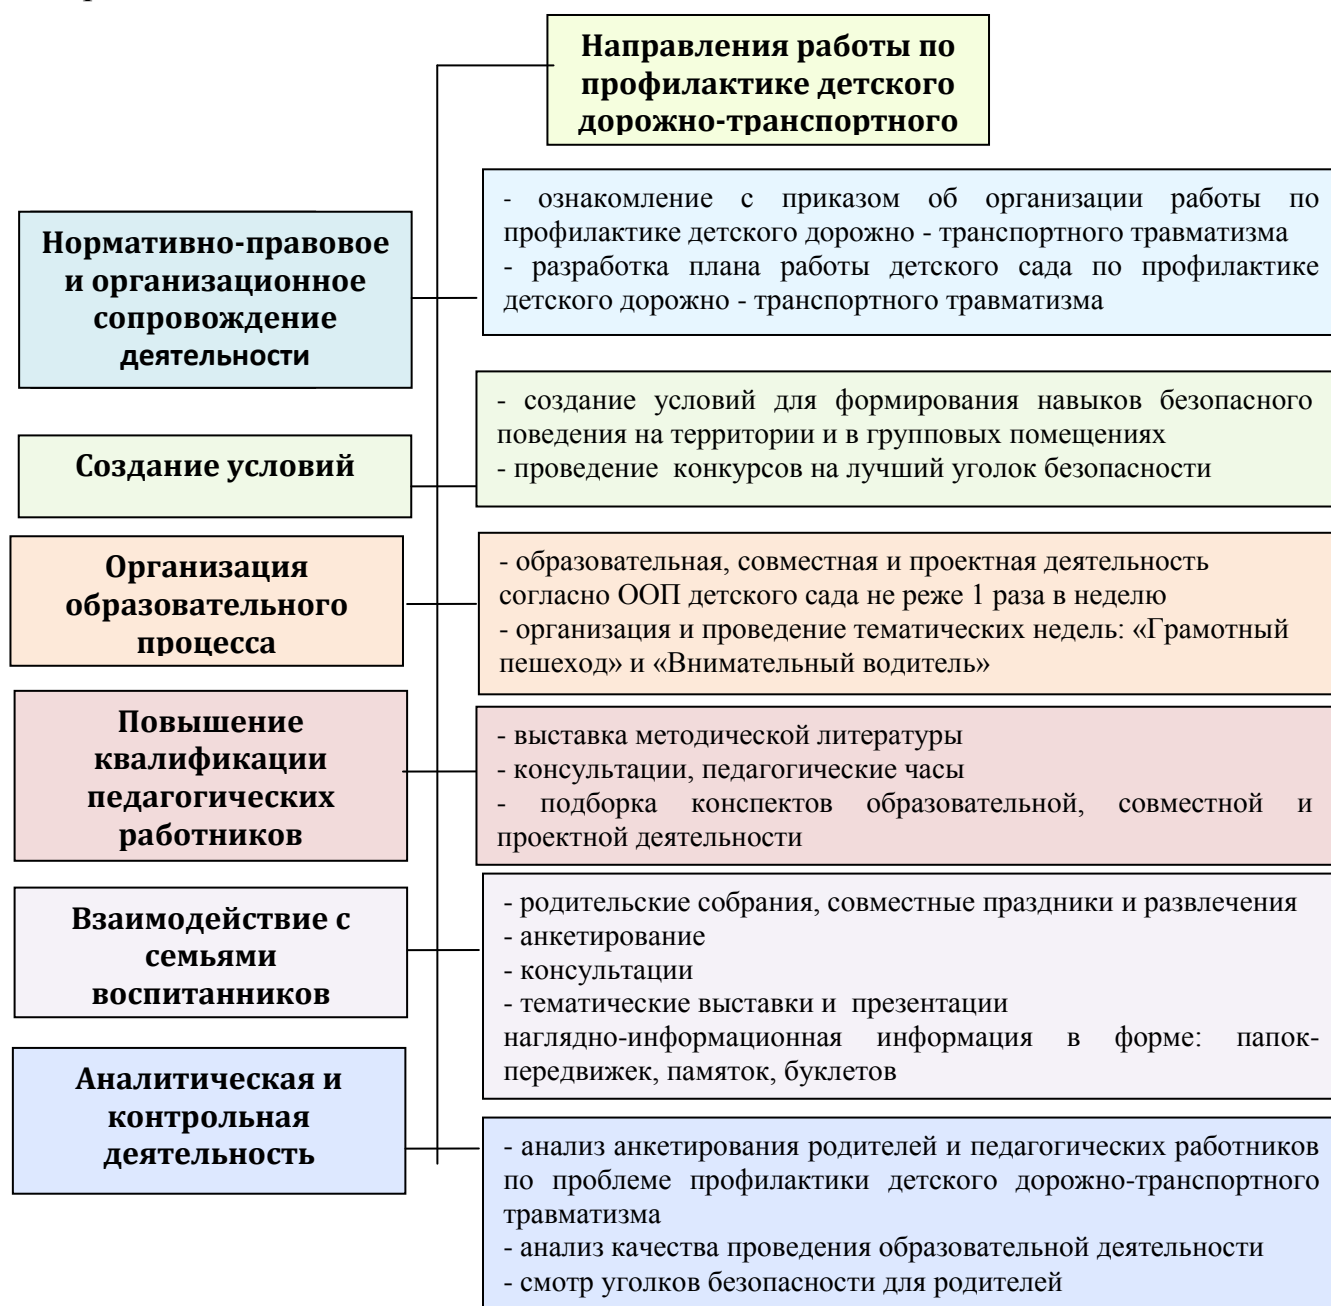 Направления работы по
профилактике детского
дорожно-транспортного
Нормативно-правовое
и организационное
сопровождение
деятельности
- ознакомление с приказом об организации работы по
профилактике детского дорожно - транспортного травматизма
- разработка плана работы детского сада по профилактике
детского дорожно - транспортного травматизма
Создание условий
- создание условий для формирования навыков безопасного
поведения на территории и в групповых помещениях
- проведение конкурсов на лучший уголок безопасности
Организация
образовательного
процесса
- образовательная, совместная и проектная деятельность
согласно ООП детского сада не реже 1 раза в неделю
- организация и проведение тематических недель: «Грамотный
пешеход» и «Внимательный водитель»
Повышение
квалификации
педагогических
работников
- выставка методической литературы
- консультации, педагогические часы
- подборка конспектов образовательной, совместной и
проектной деятельности
Взаимодействие с
семьями
воспитанников
- родительские собрания, совместные праздники и развлечения
- анкетирование
- консультации
- тематические выставки и презентации
наглядно-информационная информация в форме: папок-
передвижек, памяток, буклетов
Аналитическая и
контрольная
деятельность
- анализ анкетирования родителей и педагогических работников
по проблеме профилактики детского дорожно-транспортного
травматизма
- анализ качества проведения образовательной деятельности
- смотр уголков безопасности для родителей